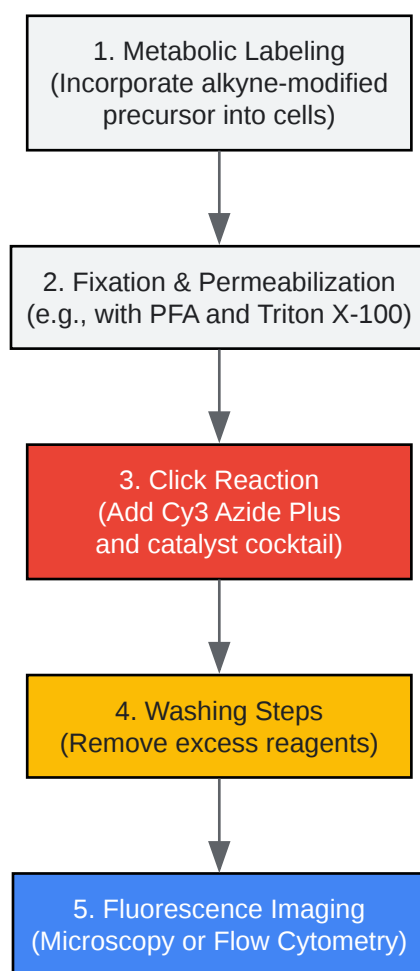 1. Metabolic Labeling
(Incorporate alkyne-modified
precursor into cells)
2. Fixation & Permeabilization
(e.g., with PFA and Triton X-100)
3. Click Reaction
(Add Cy3 Azide Plus
and catalyst cocktail)
4. Washing Steps
(Remove excess reagents)
5. Fluorescence Imaging
(Microscopy or Flow Cytometry)